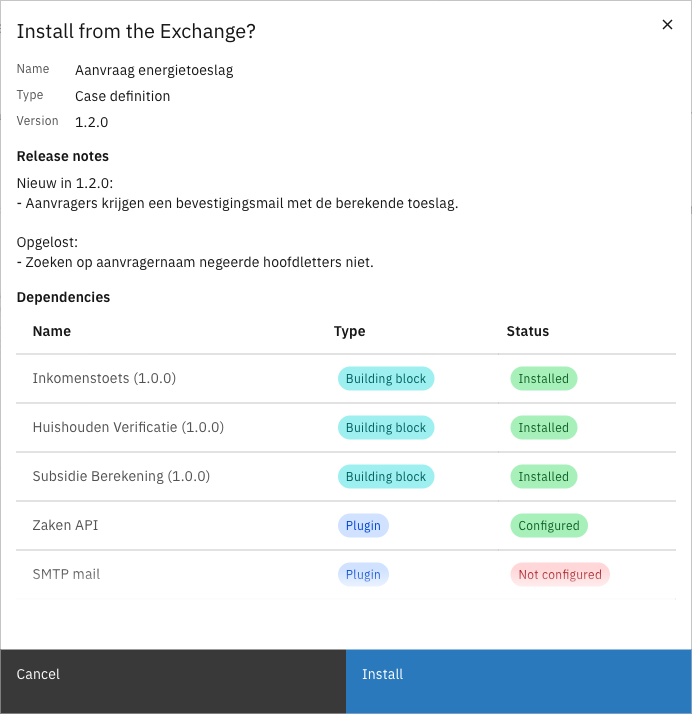 Install from the Exchange?
Name Aanvraag energietoeslag
Type Case definition
Version 1.2.0
Release notes
Nieuw in 1.2.0:
- Aanvragers krijgen een bevestigingsmail met de berekende toeslag.
Opgelost:
- Zoeken op aanvragernaam negeerde hoofdletters niet.
Dependencies
Name Type Status
Inkomenstoets (1.0.0) Building block Installed
Huishouden Verificatie (1.0.0) Building block Installed
Subsidie Berekening (1.0.0) Building block Installed
Zaken API Plugin Configured
SMTP mail Plugin Not configured
Cancel Install